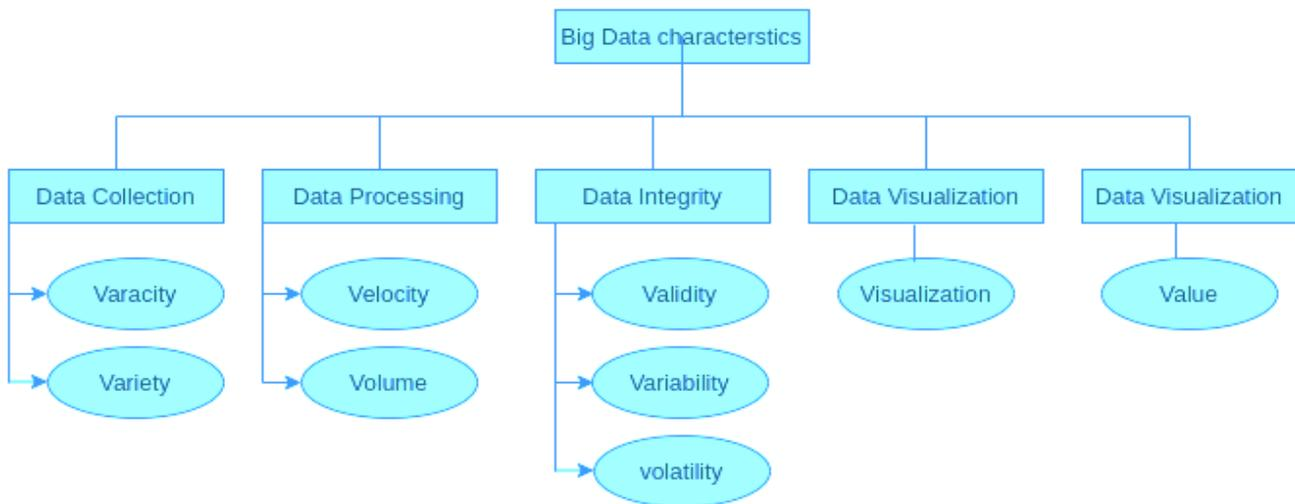 Big Data characterstics
Data Collection
Data Processing
Data Integrity
Data Visualization
Data Visualization
Varacity
Velocity
Validity
Visualization
Value
Variety
Volume
Variability
volatility